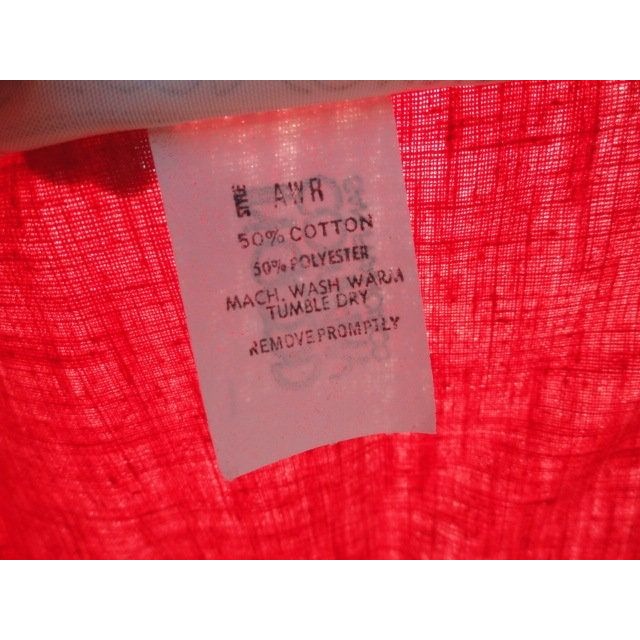 STYLE AWR
50% COTTON
50% POLYESTER
MACH. WASH WARM
TUMBLE DRY
REMOVE PROMPTLY